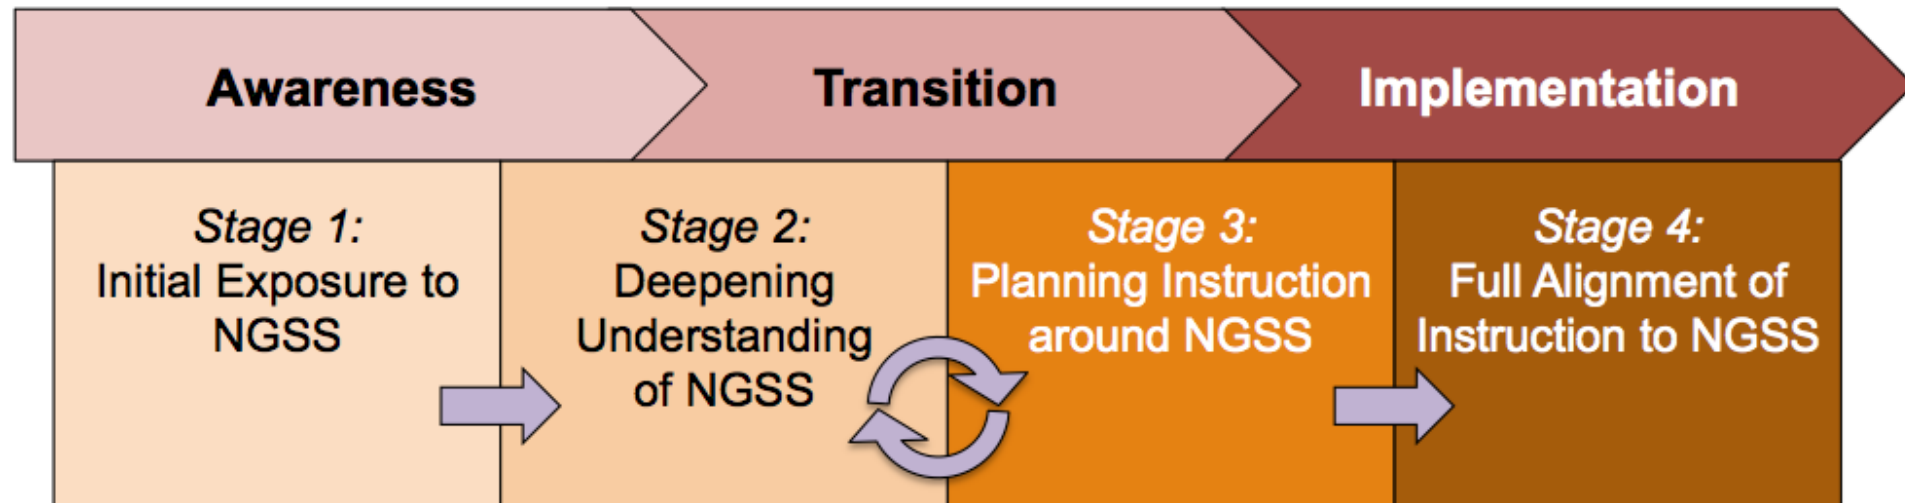 Awareness
Transition
Implementation
Stage 1:
Initial Exposure to
NGSS
Stage 2:
Deepening
Understanding
of NGSS
Stage 3:
Planning Instruction
around NGSS
Stage 4:
Full Alignment of
Instruction to NGSS